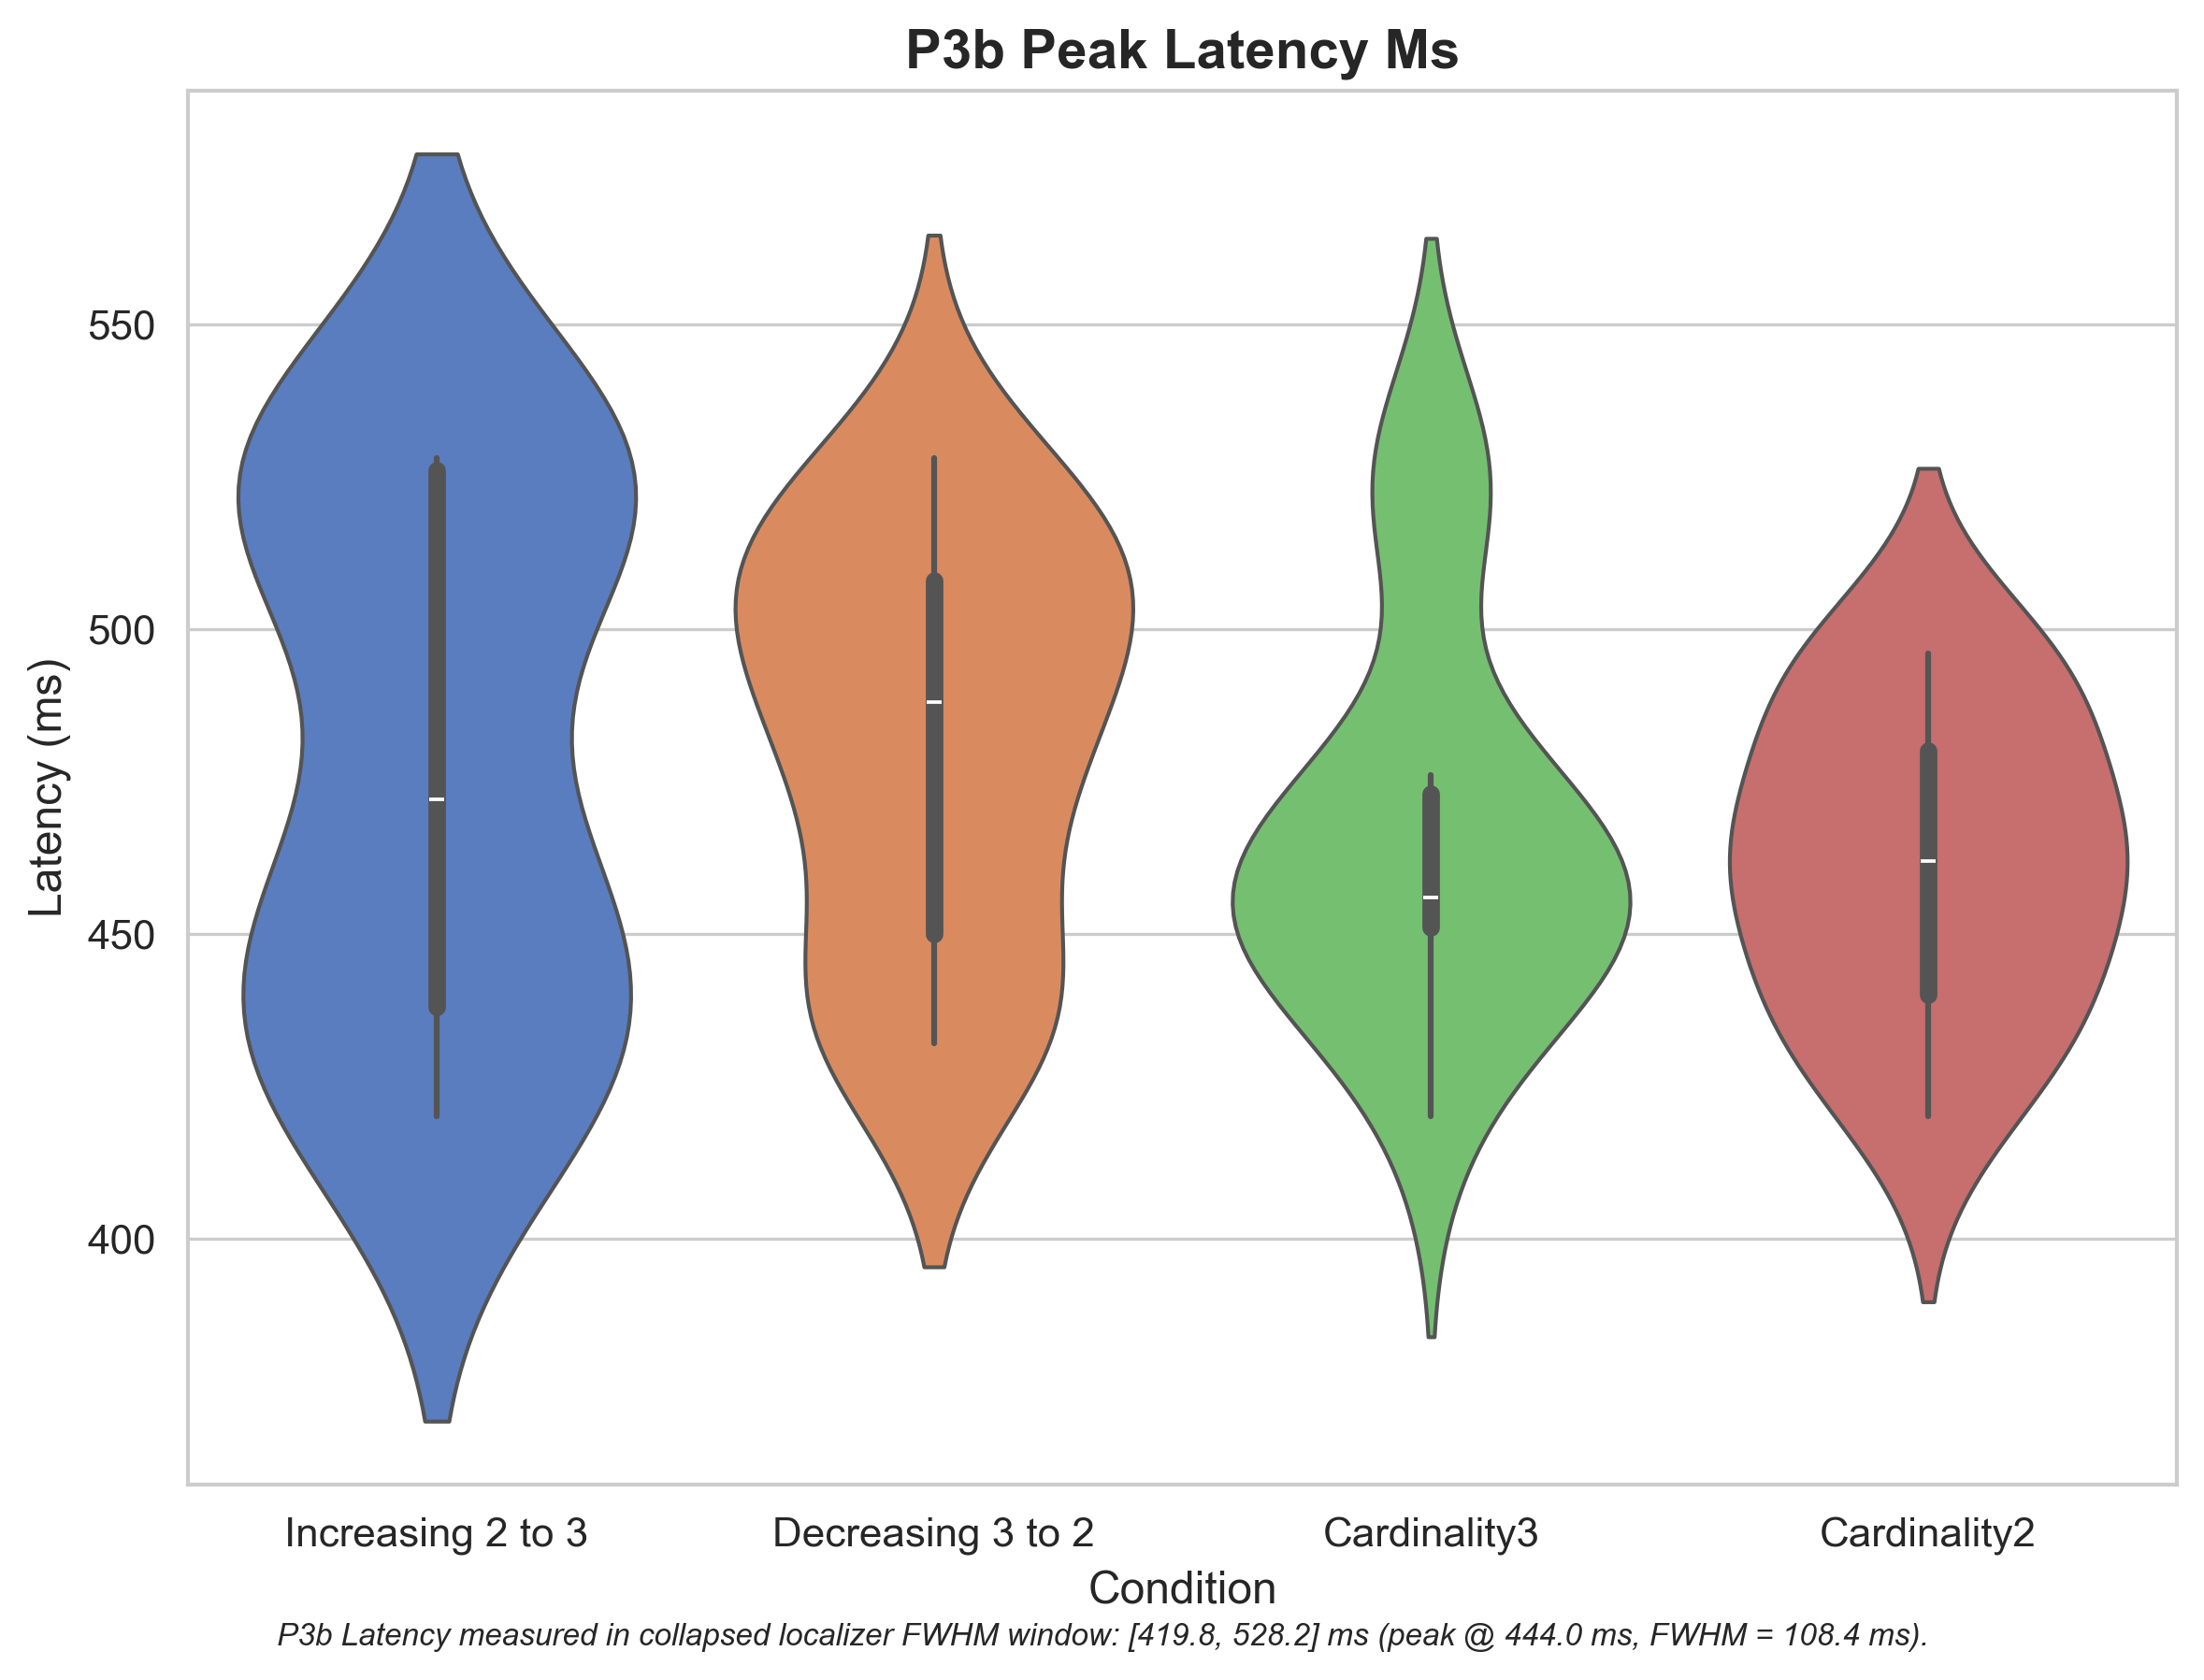 P3b Peak Latency Ms
Latency (ms)
550
500
450
400
Increasing 2 to 3
Decreasing 3 to 2
Cardinality3
Cardinality2
Condition
P3b Latency measured in collapsed localizer FWHM window: [419.8, 528.2] ms (peak @ 444.0 ms, FWHM = 108.4 ms).